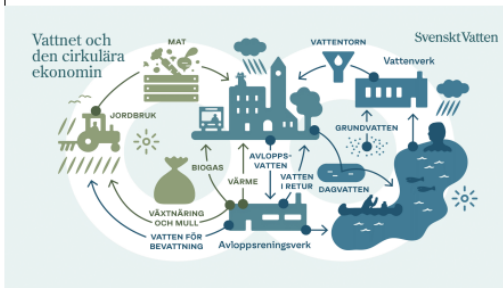 Vattnet och
den cirkulära
ekonomin
MAT
VATTENTORN
SvensktVatten
Vattenverk
JORDBRUK
GRUNDVATTEN
BIOGAS
AVLOPPS-
VATTEN
VATTEN
I RETUR
VÄRME
DAGVATTEN
VÄXTNÄRING
OCH MULL
VATTEN FÖR
BEVATTNING
Avloppsreningsverk